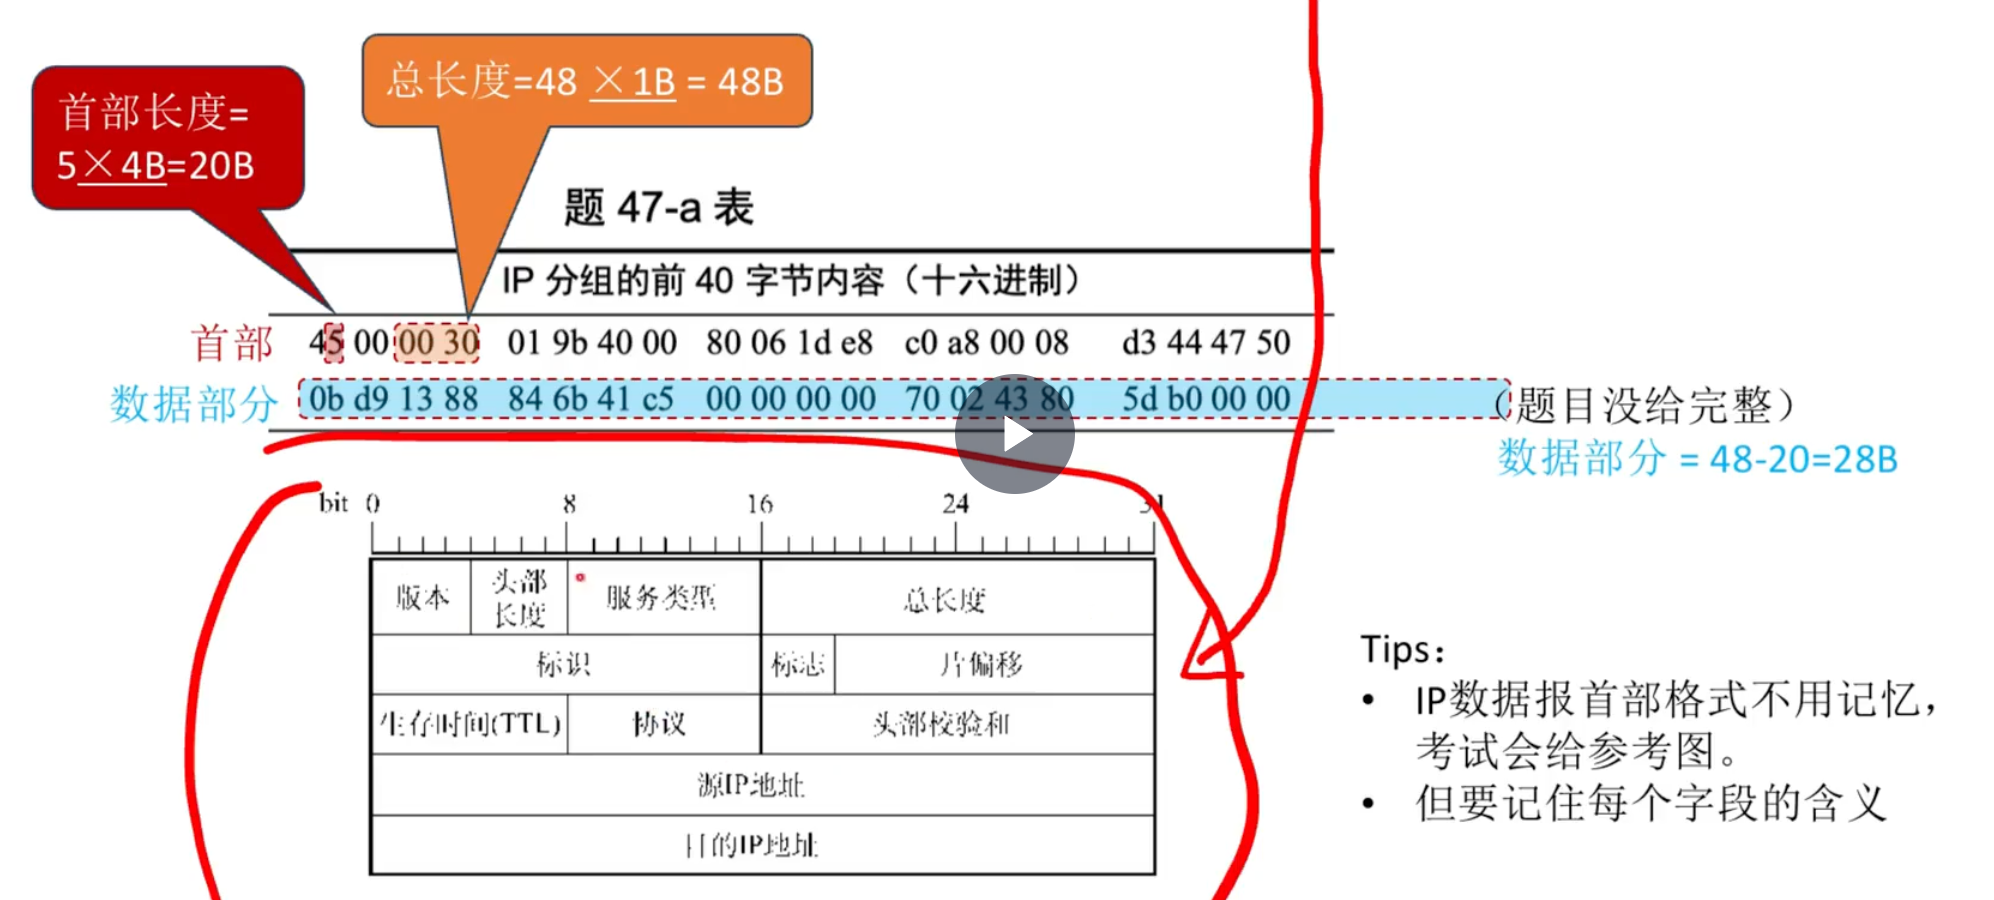 总长度=48 ×1B = 48B
首部长度=
5×4B=20B
题 47-a 表
IP 分组的前 40 字节内容（十六进制）
首部 45 00 00 30 01 9b 40 00 80 06 1d e8 c0 a8 00 08 d3 44 47 50
数据部分 0b d9 13 88 84 6b 41 c5 00 00 00 00 70 02 43 80 5d b0 00 00 （题目没给完整）
数据部分 = 48-20=28B
bit 0 8 16 24 31
版本 头部长度 服务类型 总长度
标识 标志 片偏移
生存时间(TTL) 协议 头部校验和
源IP地址
目的IP地址
Tips：
• IP数据报首部格式不用记忆，
考试会给参考图。
• 但要记住每个字段的含义